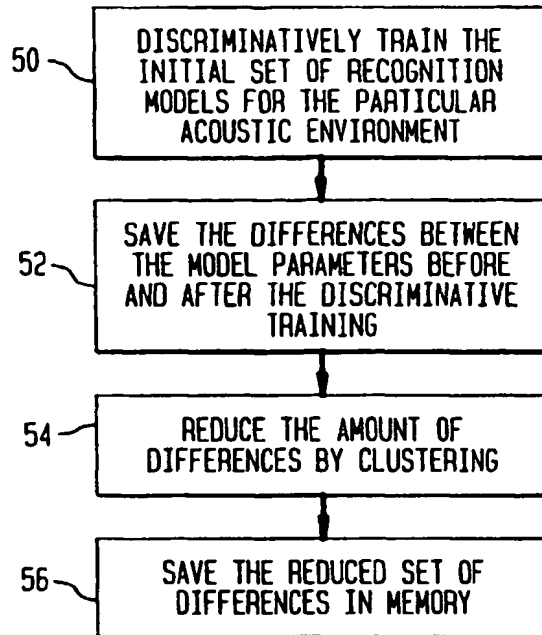 50
DISCRIMINATIVELY TRAIN THE
INITIAL SET OF RECOGNITION
MODELS FOR THE PARTICULAR
ACOUSTIC ENVIRONMENT
52
SAVE THE DIFFERENCES BETWEEN
THE MODEL PARAMETERS BEFORE
AND AFTER THE DISCRIMINATIVE
TRAINING
54
REDUCE THE AMOUNT OF
DIFFERENCES BY CLUSTERING
56
SAVE THE REDUCED SET OF
DIFFERENCES IN MEMORY